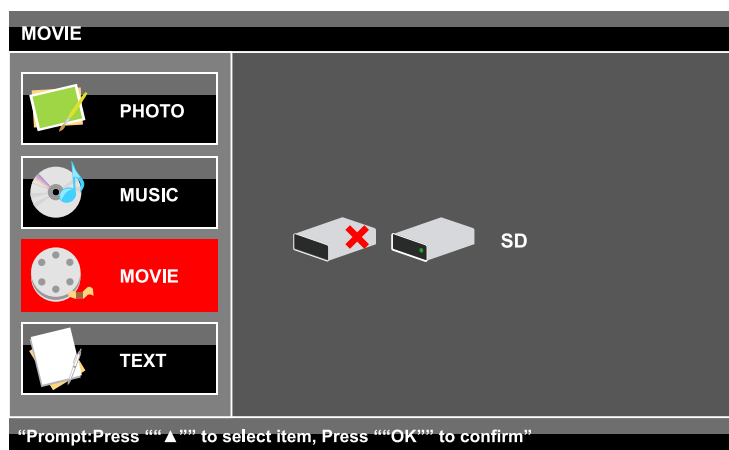 MOVIE
PHOTO
MUSIC
MOVIE
TEXT
SD
“Prompt:Press ““▲”” to select item, Press ““OK”” to confirm”